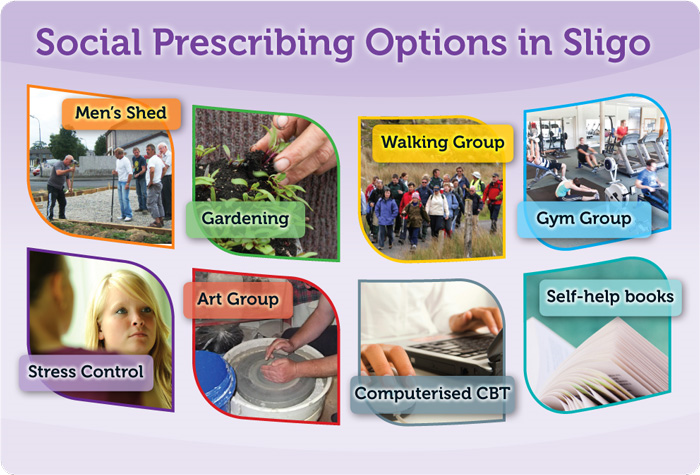 Social Prescribing Options in Sligo
Men's Shed
Gardening
Walking Group
Gym Group
Stress Control
Art Group
Computerised CBT
Self-help books